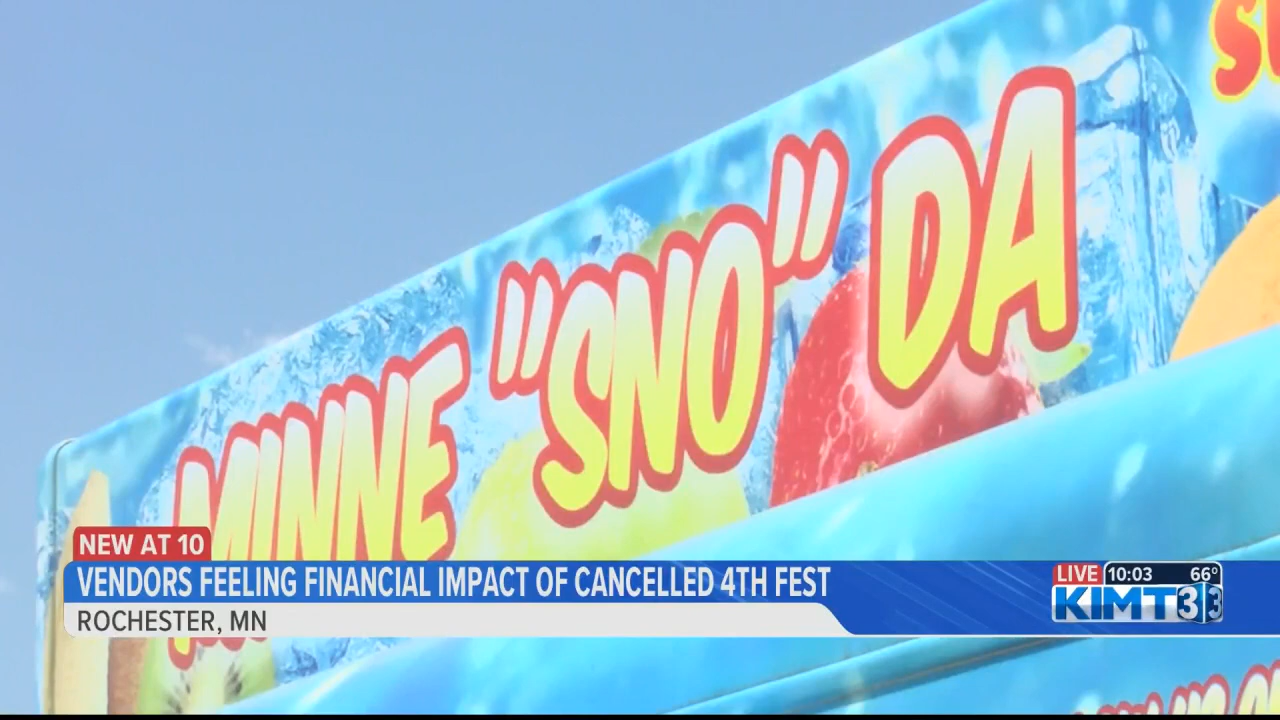 MINNE "SNO" DA
NEW AT 10
VENDORS FEELING FINANCIAL IMPACT OF CANCELLED 4TH FEST
ROCHESTER, MN
LIVE 10:03 66°
KIMT 3